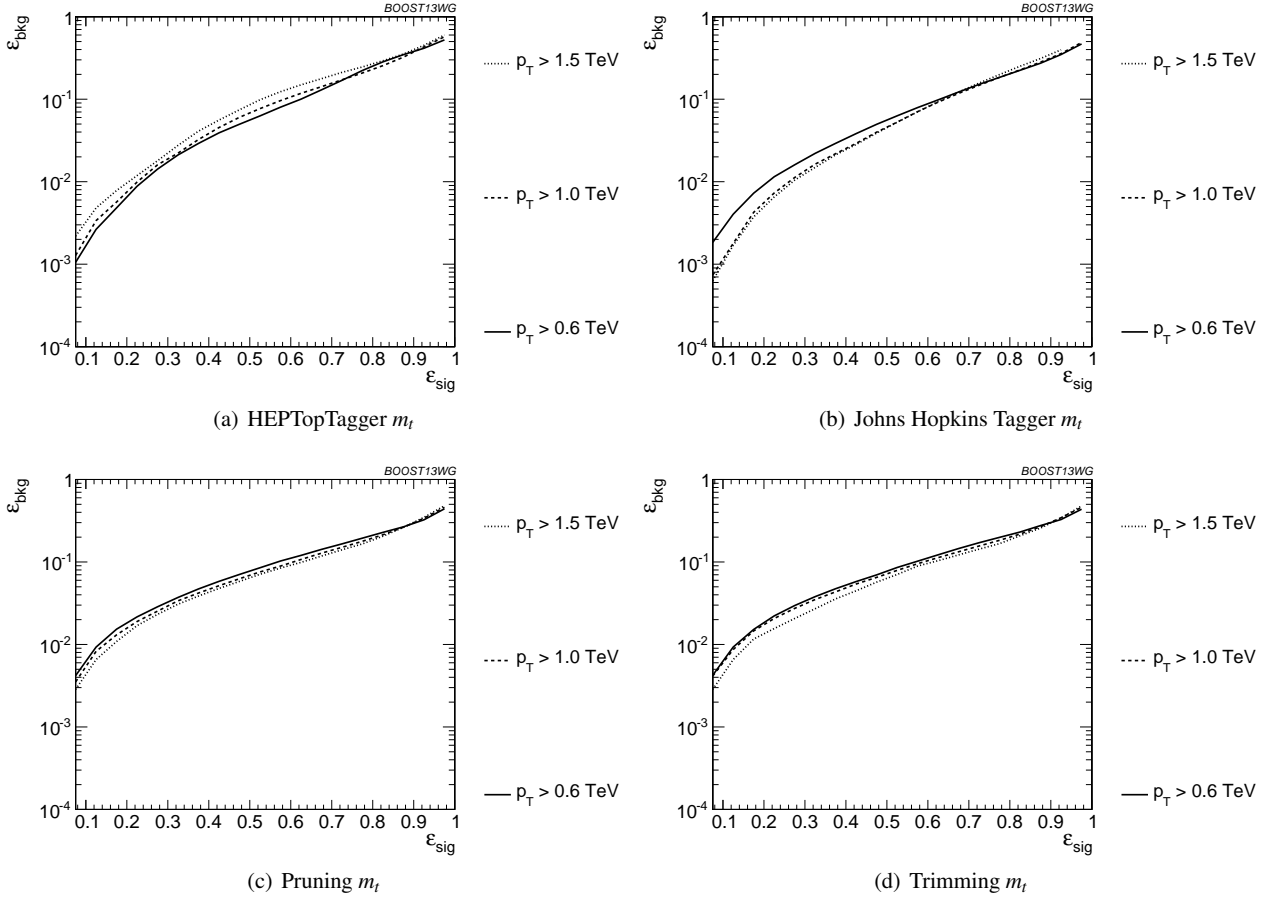 BOOST13WG
ε_bkg
1
10^-1
10^-2
10^-3
10^-4
0.1 0.2 0.3 0.4 0.5 0.6 0.7 0.8 0.9 1
ε_sig
p_T > 1.5 TeV
p_T > 1.0 TeV
p_T > 0.6 TeV
(a) HEPTopTagger m_t
BOOST13WG
ε_bkg
1
10^-1
10^-2
10^-3
10^-4
0.1 0.2 0.3 0.4 0.5 0.6 0.7 0.8 0.9 1
ε_sig
p_T > 1.5 TeV
p_T > 1.0 TeV
p_T > 0.6 TeV
(b) Johns Hopkins Tagger m_t
BOOST13WG
ε_bkg
1
10^-1
10^-2
10^-3
10^-4
0.1 0.2 0.3 0.4 0.5 0.6 0.7 0.8 0.9 1
ε_sig
p_T > 1.5 TeV
p_T > 1.0 TeV
p_T > 0.6 TeV
(c) Pruning m_t
BOOST13WG
ε_bkg
1
10^-1
10^-2
10^-3
10^-4
0.1 0.2 0.3 0.4 0.5 0.6 0.7 0.8 0.9 1
ε_sig
p_T > 1.5 TeV
p_T > 1.0 TeV
p_T > 0.6 TeV
(d) Trimming m_t